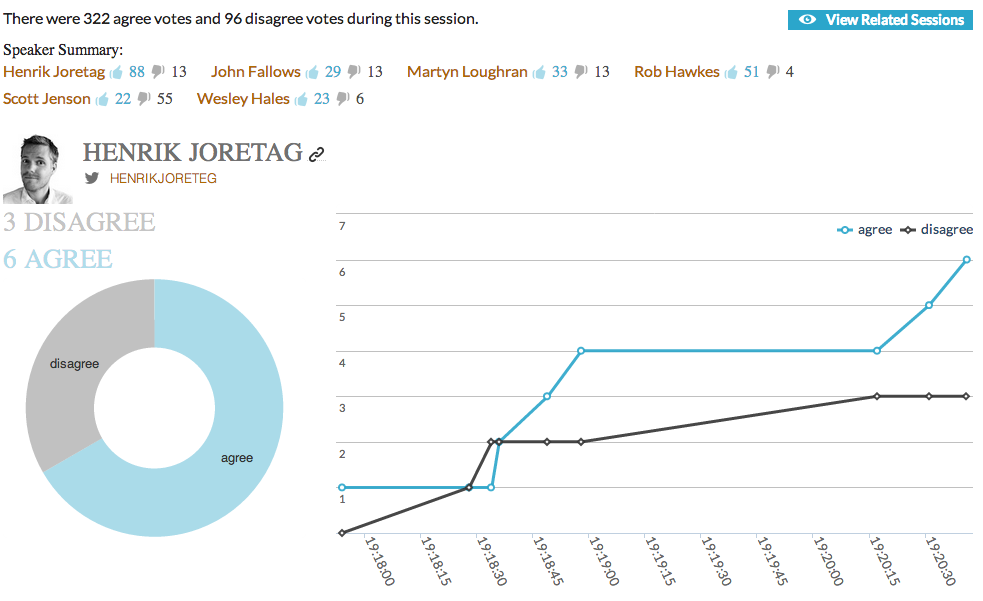 There were 322 agree votes and 96 disagree votes during this session.
View Related Sessions
Speaker Summary:
Henrik Joretag 88 13 John Fallows 29 13 Martyn Loughran 33 13 Rob Hawkes 51 4
Scott Jenson 22 55 Wesley Hales 23 6
HENRIK JORETAG
HENRIKJORETEG
3 DISAGREE
6 AGREE
disagree
agree
agree disagree
7
6
5
4
3
2
1
19:18:00
19:18:15
19:18:30
19:18:45
19:19:00
19:19:15
19:19:30
19:19:45
19:20:00
19:20:15
19:20:30